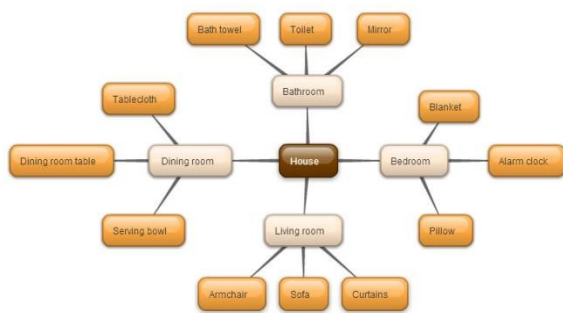 Bath towel
Toilet
Mirror
Bathroom
Tablecloth
Blanket
Dining room table
Dining room
House
Bedroom
Alarm clock
Serving bowl
Living room
Pillow
Armchair
Sofa
Curtains